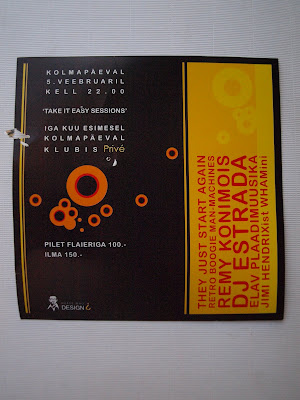 KOLMAPÄEVAL
5.VEEBRUARIL
KELL 22.00
'TAKE IT EASY SESSIONS'
IGA KUU ESIMESEL
KOLMAPÄEVAL
KLUBIS Privé
PILET FLAIERIGA 100.-
ILMA 150.-
DESIGN
THEY JUST START AGAIN
RETRO BOOGIE MAN-MACHINES
REMY KONIMOIS
DJ ESTRADA
ELAV PLAADIMUUSIKA
JIMI HENDRIXist WHAMini